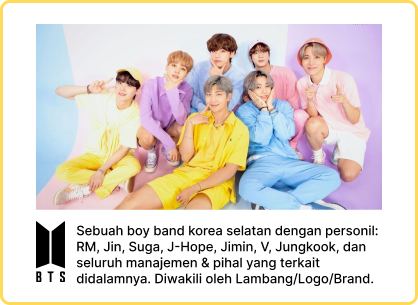 Sebuah boy band korea selatan dengan personil:
RM, Jin, Suga, J-Hope, Jimin, V, Jungkook, dan
seluruh manajemen & pihal yang terkait
didalamnya. Diwakili oleh Lambang/Logo/Brand.
BTS